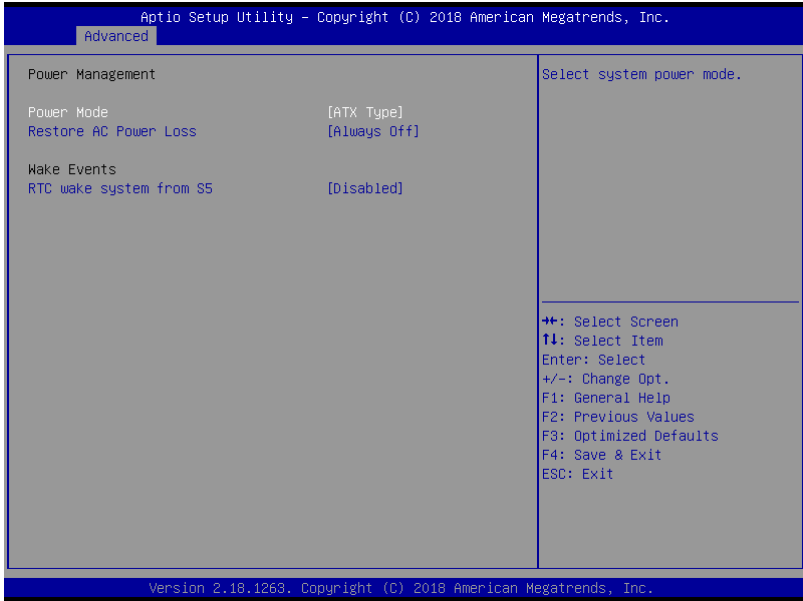 Aptio Setup Utility – Copyright (C) 2018 American Megatrends, Inc.
Advanced
Power Management
Power Mode [ATX Type]
Restore AC Power Loss [Always Off]
Wake Events
RTC wake system from S5 [Disabled]
Select system power mode.
→←: Select Screen
↑↓: Select Item
Enter: Select
+/-: Change Opt.
F1: General Help
F2: Previous Values
F3: Optimized Defaults
F4: Save & Exit
ESC: Exit
Version 2.18.1263. Copyright (C) 2018 American Megatrends, Inc.